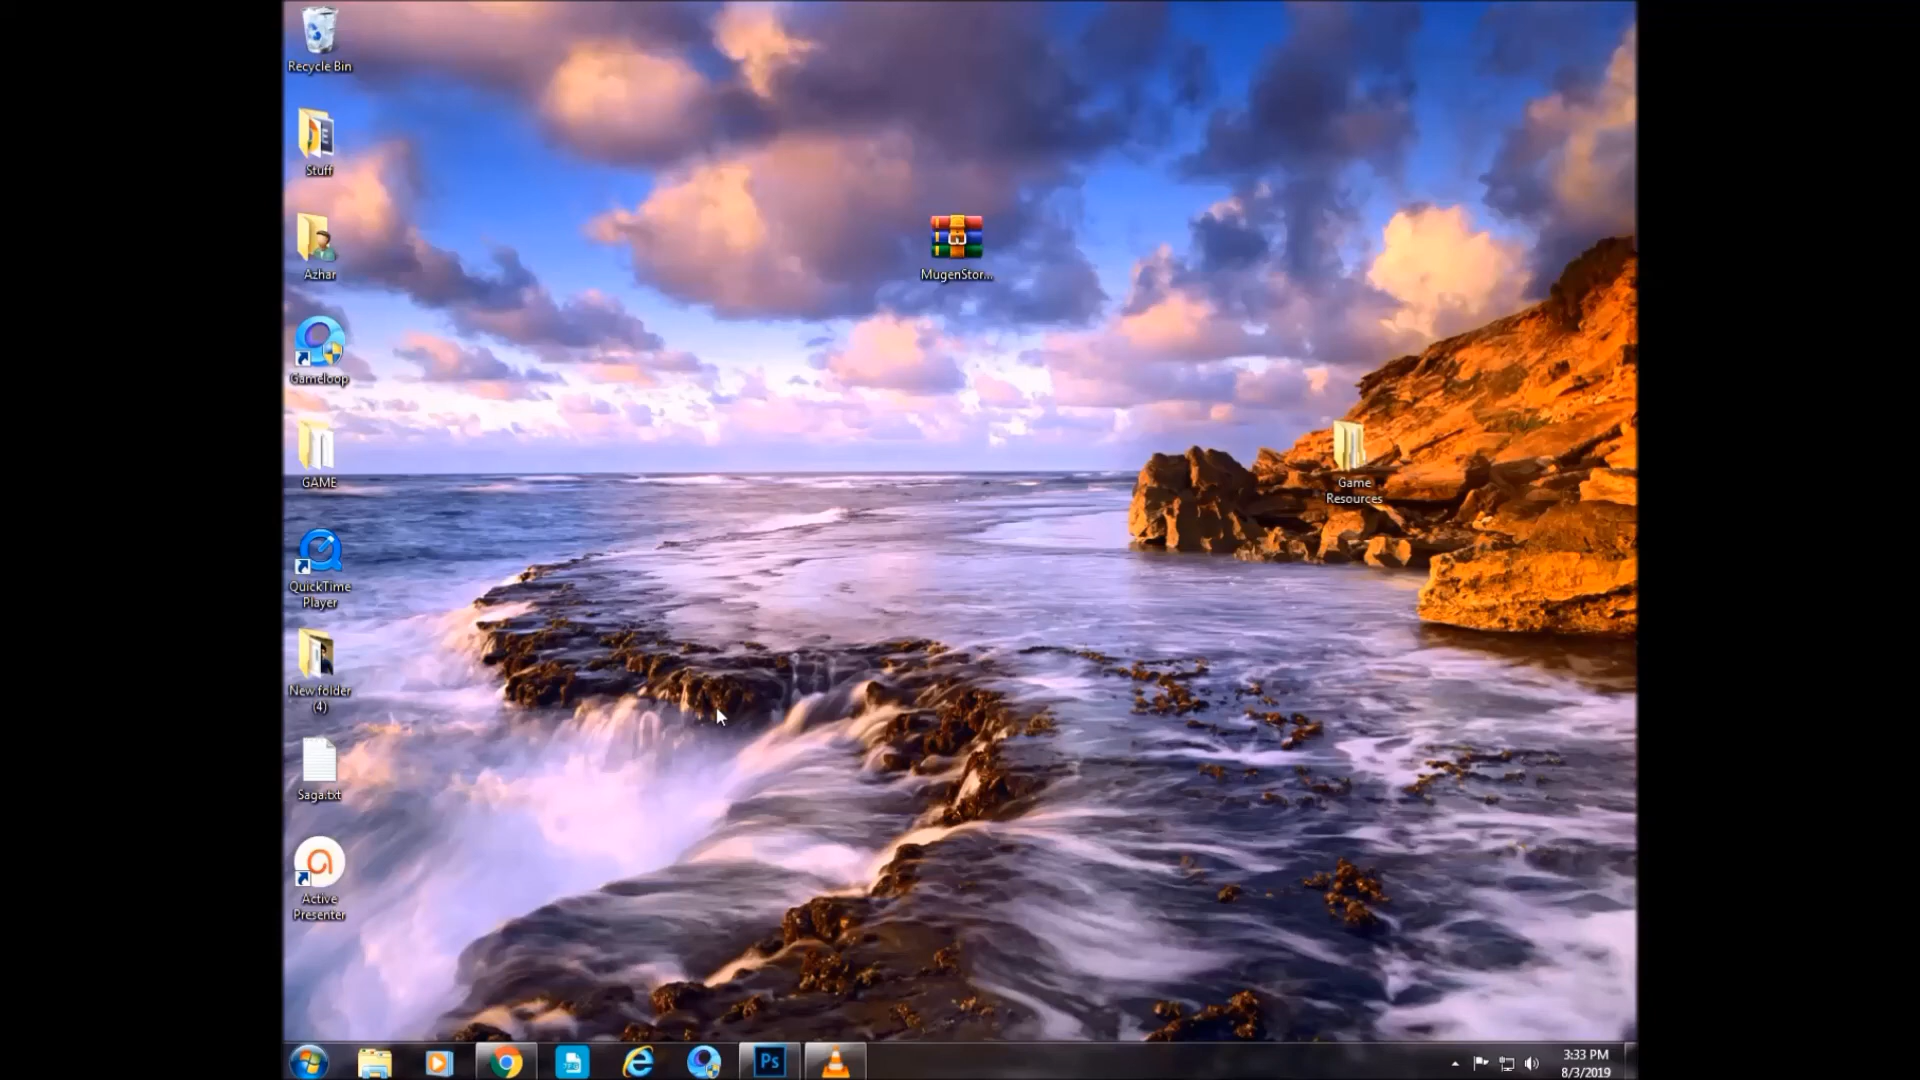 Recycle Bin
Stuff
Azhar
Gameloop
GAME
QuickTime
Player
New folder
(4)
Saga.txt
Active
Presenter
MugenStor...
Game
Resources
Ps
3:33 PM
8/3/2019